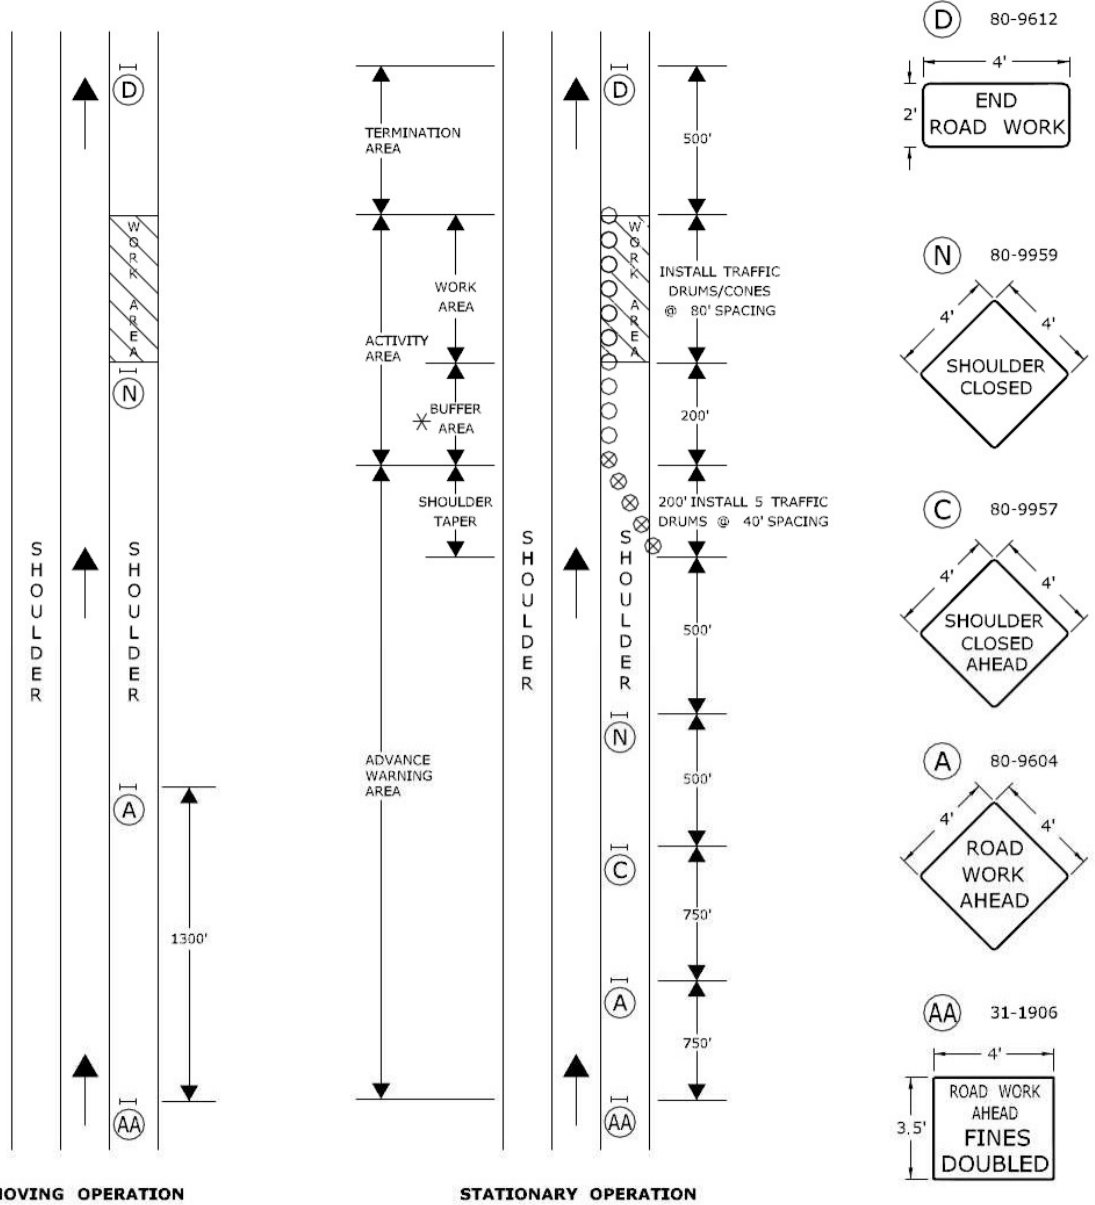 D
TERMINATION
AREA
WORK AREA
N
SHOULDER
SHOULDER
A
1300'
AA
OPERATION
WORK
AREA
ACTIVITY
AREA
BUFFER
AREA
SHOULDER
TAPER
ADVANCE
WARNING
AREA
D
500'
WORK AREA
INSTALL TRAFFIC
DRUMS/CONES
@ 80' SPACING
200'
200' INSTALL 5 TRAFFIC
DRUMS @ 40' SPACING
SHOULDER
SHOULDER
500'
N
500'
C
750'
A
750'
AA
STATIONARY OPERATION
D 80-9612
4'
2'
END
ROAD WORK
N 80-9959
4' 4'
SHOULDER
CLOSED
C 80-9957
4' 4'
SHOULDER
CLOSED
AHEAD
A 80-9604
4' 4'
ROAD
WORK
AHEAD
AA 31-1906
4'
3.5'
ROAD WORK
AHEAD
FINES
DOUBLED